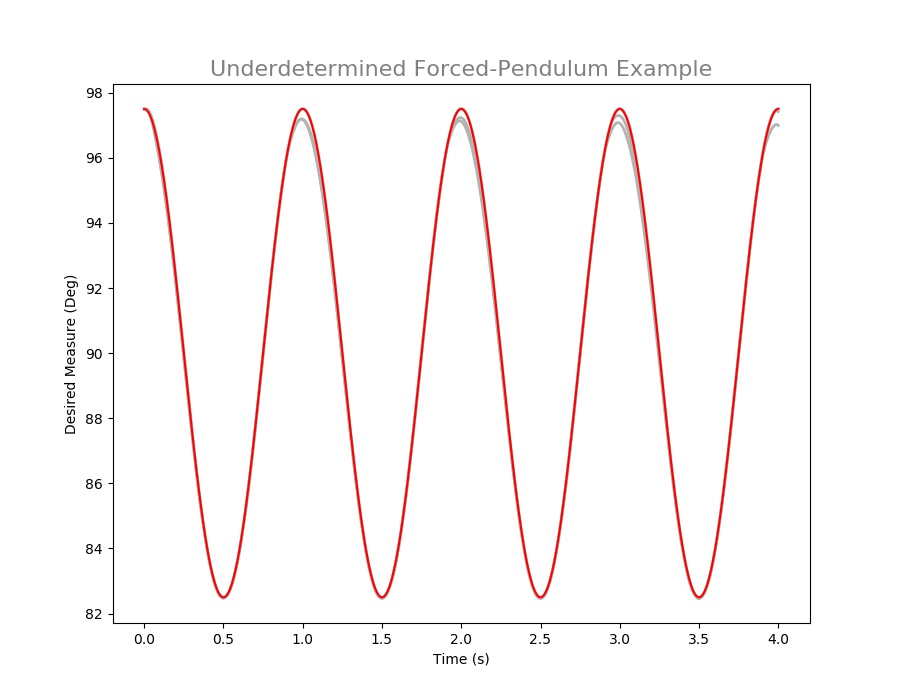 Underdetermined Forced-Pendulum Example
98
96
94
92
90
88
86
84
82
Desired Measure (Deg)
0.0 0.5 1.0 1.5 2.0 2.5 3.0 3.5 4.0
Time (s)